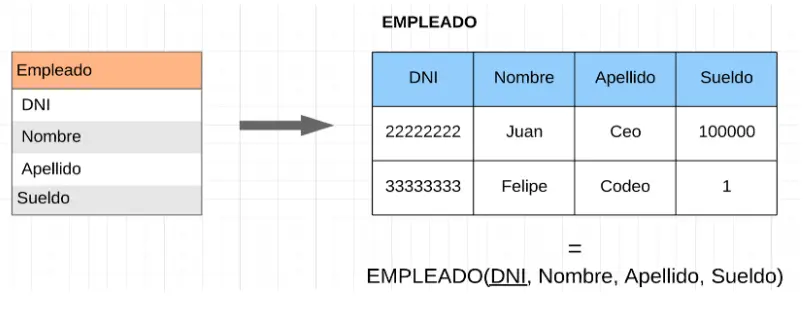 EMPLEADO
Empleado
DNI
Nombre
Apellido
Sueldo
DNI Nombre Apellido Sueldo
22222222 Juan Ceo 100000
33333333 Felipe Codeo 1
=
EMPLEADO(DNI, Nombre, Apellido, Sueldo)